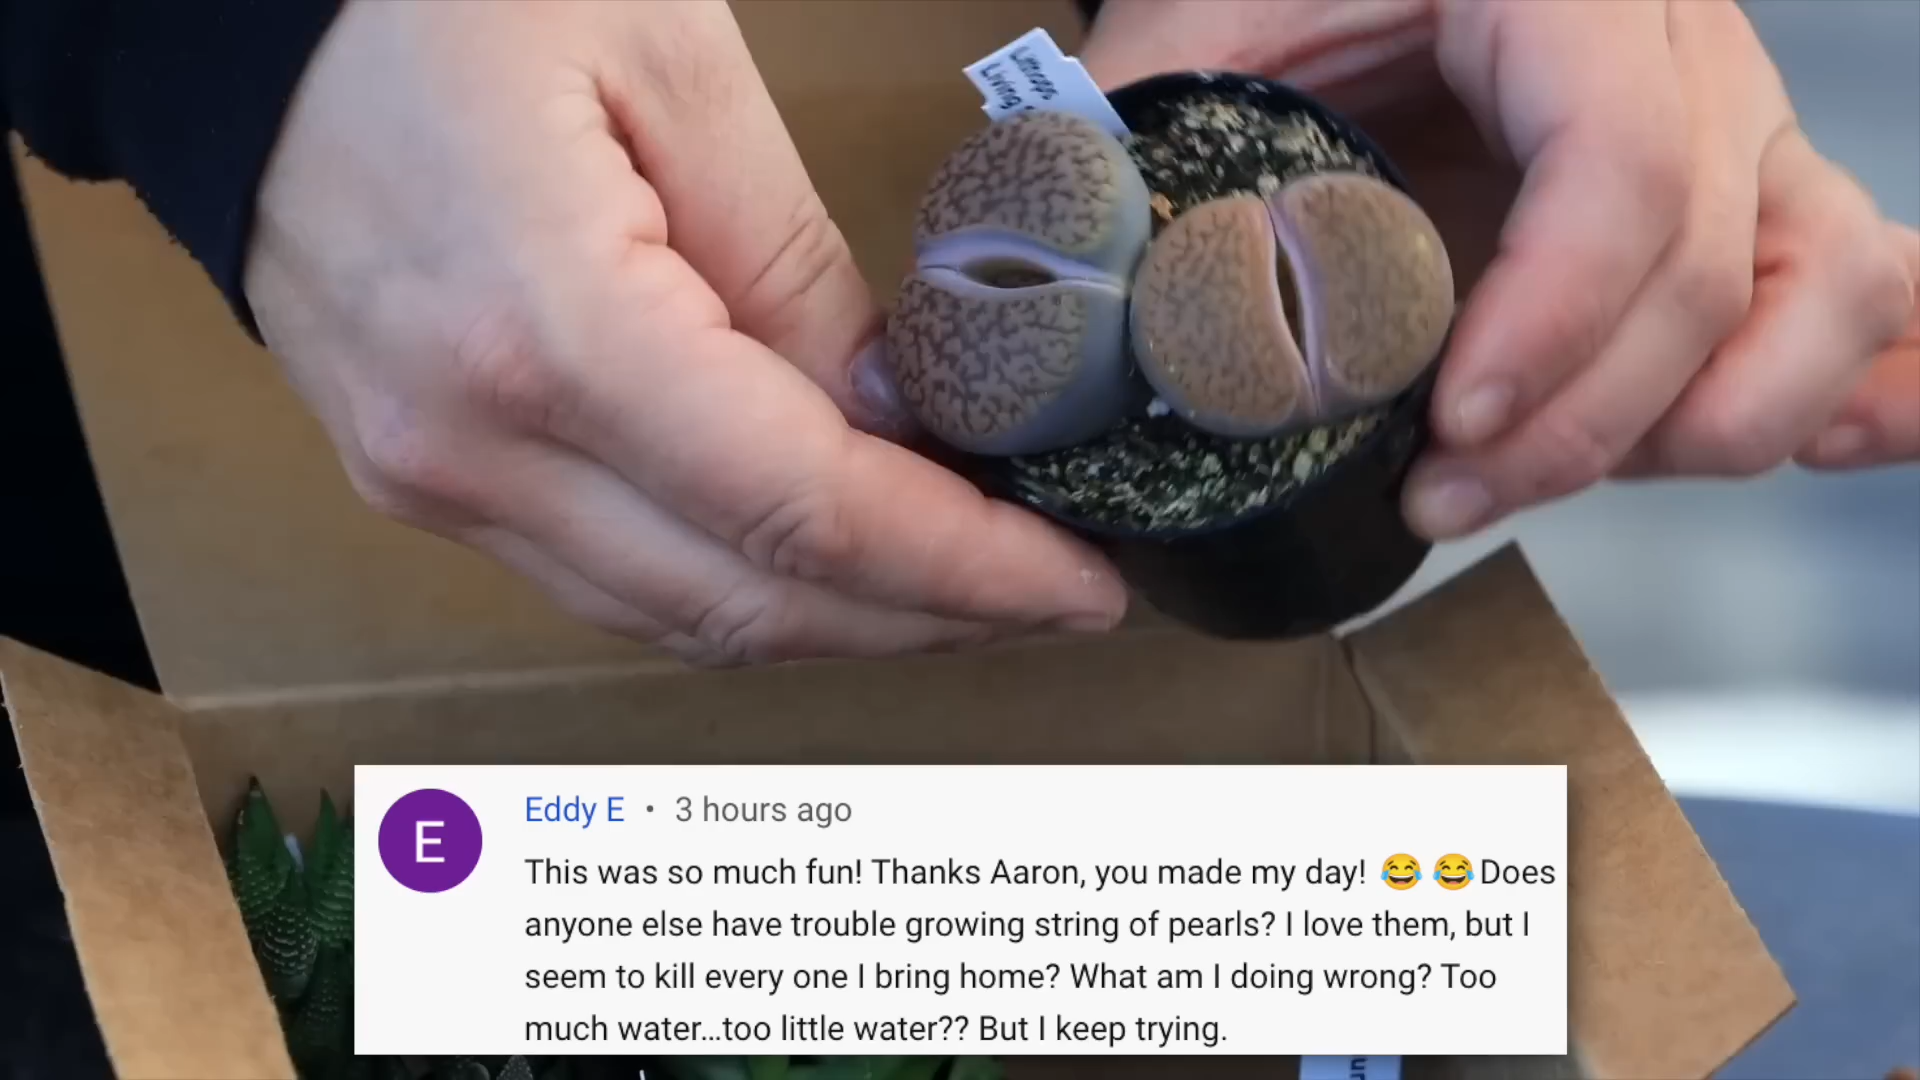 Lithops
Living
E
Eddy E • 3 hours ago
This was so much fun! Thanks Aaron, you made my day! 😂 😂 Does
anyone else have trouble growing string of pearls? I love them, but I
seem to kill every one I bring home? What am I doing wrong? Too
much water...too little water?? But I keep trying.